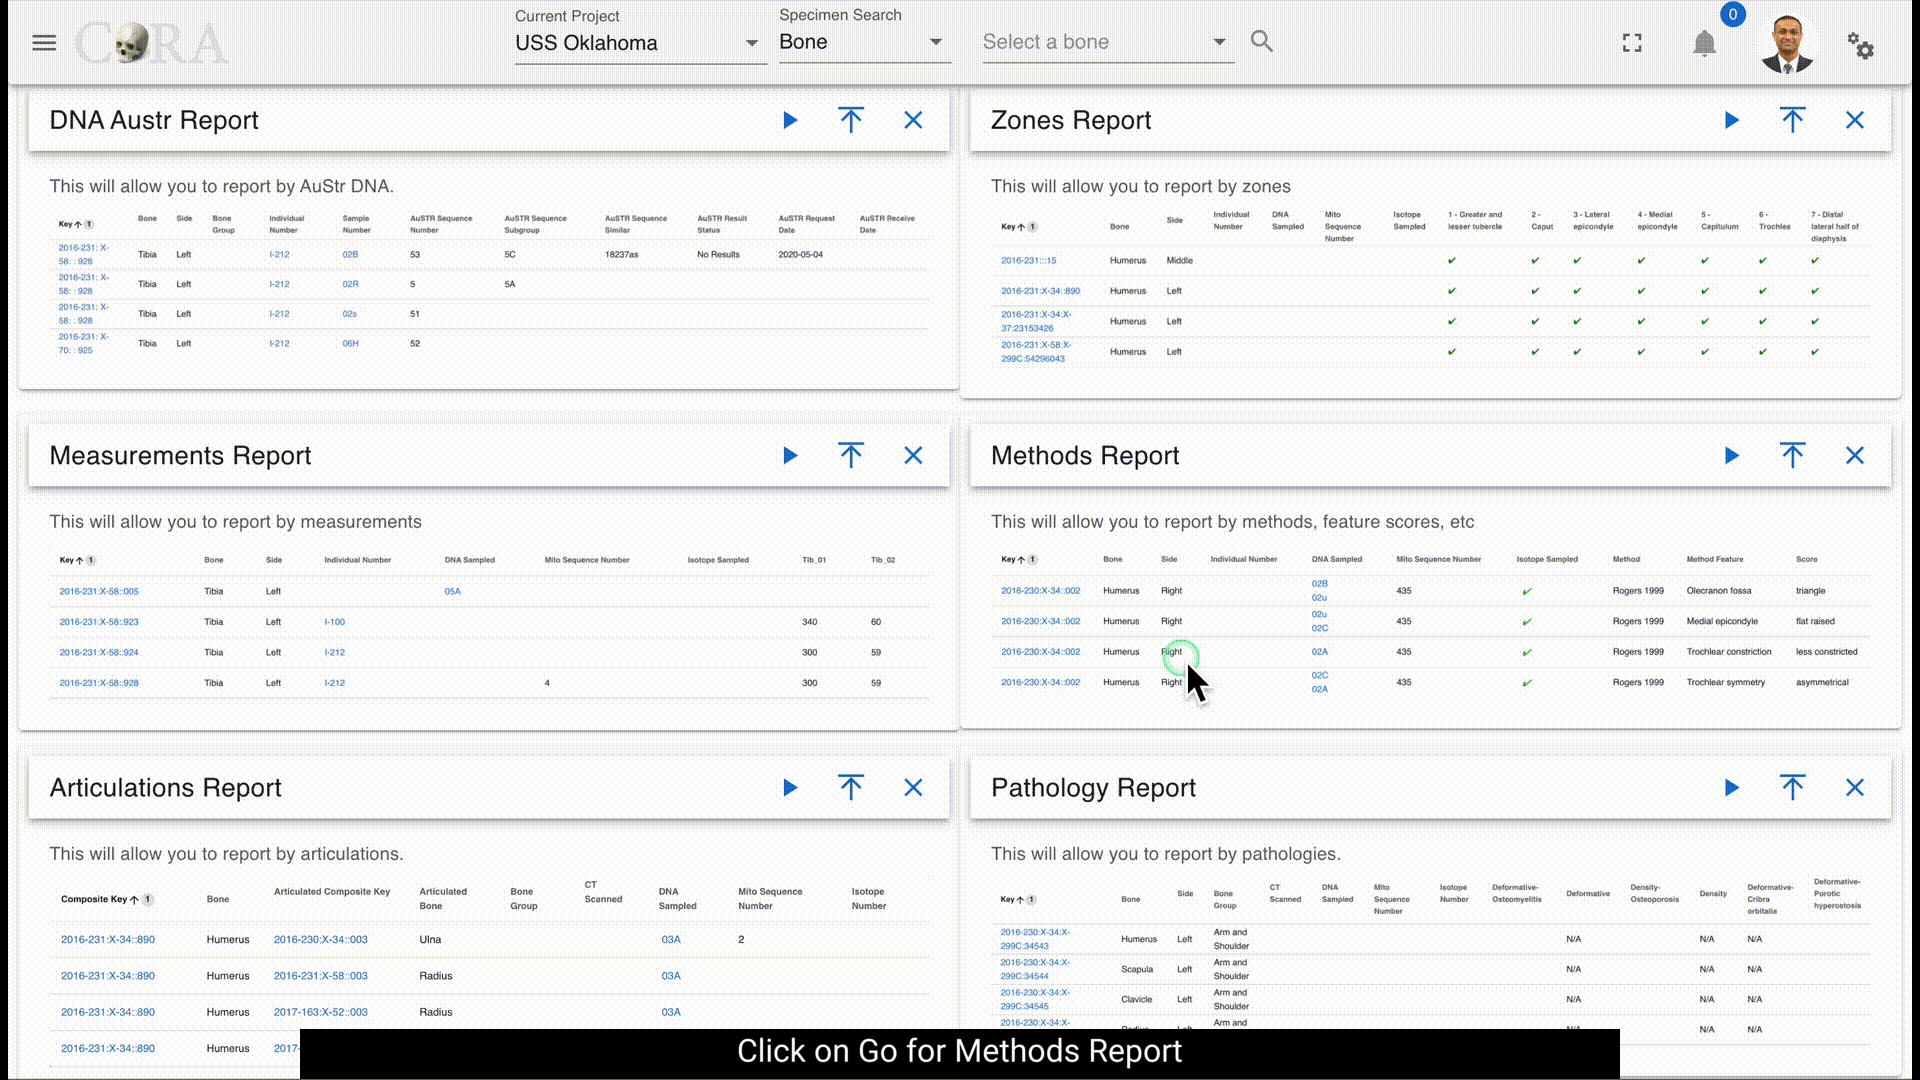 CORA
Current Project
USS Oklahoma
Specimen Search
Bone
Select a bone
0
DNA Austr Report
This will allow you to report by AuStr DNA.
Key 1 Bone Side Bone Group Individual Number Sample Number AuSTR Sequence Number AuSTR Sequence Subgroup AuSTR Sequence Similar AuSTR Result Status AuSTR Request Date AuSTR Receive Date
2016-231: X-58: : 928 Tibia Left I-212 02B 53 5C 18237as No Results 2020-05-04
2016-231: X-58: : 928 Tibia Left I-212 02R 5 5A
2016-231: X-58: : 928 Tibia Left I-212 02s 51
2016-231: X-70: : 925 Tibia Left I-212 06H 52
Zones Report
This will allow you to report by zones
Key 1 Bone Side Individual Number DNA Sampled Mito Sequence Number Isotope Sampled 1 - Greater and lesser tubercle 2 - Caput 3 - Lateral epicondyle 4 - Medial epicondyle 5 - Capitulum 6 - Trochlea 7 - Distal lateral half of diaphysis
2016-231:::15 Humerus Middle ✔ ✔ ✔ ✔ ✔ ✔ ✔
2016-231:X-34::890 Humerus Left ✔ ✔ ✔ ✔ ✔ ✔ ✔
2016-231:X-34:X-37:23153426 Humerus Left ✔ ✔ ✔ ✔ ✔ ✔ ✔
2016-231:X-58:X-299C:54296043 Humerus Left ✔ ✔ ✔ ✔ ✔ ✔ ✔
Measurements Report
This will allow you to report by measurements
Key 1 Bone Side Individual Number DNA Sampled Mito Sequence Number Isotope Sampled Tib_01 Tib_02
2016-231:X-58::005 Tibia Left 05A
2016-231:X-58::923 Tibia Left I-100 340 60
2016-231:X-58::924 Tibia Left I-212 300 59
2016-231:X-58::928 Tibia Left I-212 4 300 59
Methods Report
This will allow you to report by methods, feature scores, etc
Key 1 Bone Side Individual Number DNA Sampled Mito Sequence Number Isotope Sampled Method Method Feature Score
2016-230:X-34::002 Humerus Right 02B 02u 435 ✔ Rogers 1999 Olecranon fossa triangle
2016-230:X-34::002 Humerus Right 02u 02C 435 ✔ Rogers 1999 Medial epicondyle flat raised
2016-230:X-34::002 Humerus Right 02A 435 ✔ Rogers 1999 Trochlear constriction less constricted
2016-230:X-34::002 Humerus Right 02C 02A 435 ✔ Rogers 1999 Trochlear symmetry asymmetrical
Articulations Report
This will allow you to report by articulations.
Composite Key 1 Bone Articulated Composite Key Articulated Bone Bone Group CT Scanned DNA Sampled Mito Sequence Number Isotope Number
2016-231:X-34::890 Humerus 2016-230:X-34::003 Ulna 03A 2
2016-231:X-34::890 Humerus 2016-231:X-58::003 Radius 03A
2016-231:X-34::890 Humerus 2017-163:X-52::003 Radius 03A
2016-231:X-34::890 Humerus 2017-
Pathology Report
This will allow you to report by pathologies.
Key 1 Bone Side Bone Group CT Scanned DNA Sampled Mito Sequence Number Isotope Number Deformative-Osteomyelitis Deformative Density-Osteoporosis Density Deformative-Cribra orbitalia Deformative-Porotic hyperostosis
2016-230:X-34:X-299C:34543 Humerus Left Arm and Shoulder N/A N/A N/A
2016-230:X-34:X-299C:34544 Scapula Left Arm and Shoulder N/A N/A N/A
2016-230:X-34:X-299C:34545 Clavicle Left Arm and Shoulder N/A N/A N/A
2016-230:X-34:X- Radius Left Arm and N/A N/A N/A
Click on Go for Methods Report